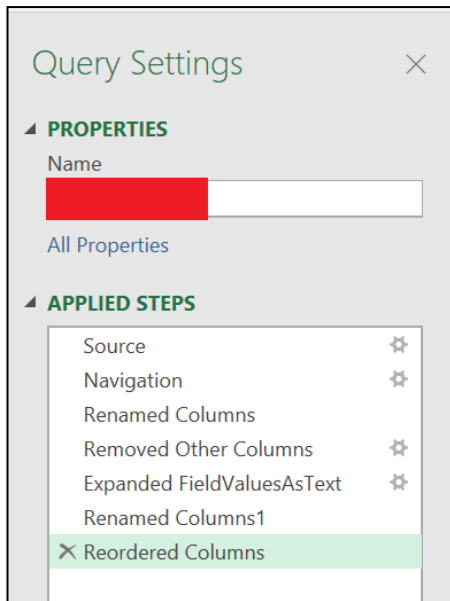 Query Settings
PROPERTIES
Name
All Properties
APPLIED STEPS
Source
Navigation
Renamed Columns
Removed Other Columns
Expanded FieldValuesAsText
Renamed Columns1
Reordered Columns